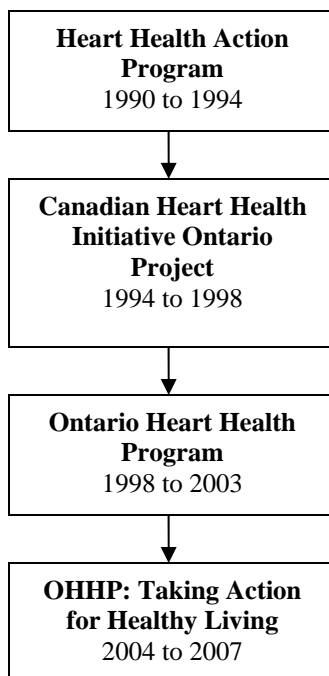 Heart Health Action
Program
1990 to 1994
Canadian Heart Health
Initiative Ontario
Project
1994 to 1998
Ontario Heart Health
Program
1998 to 2003
OHHP: Taking Action
for Healthy Living
2004 to 2007